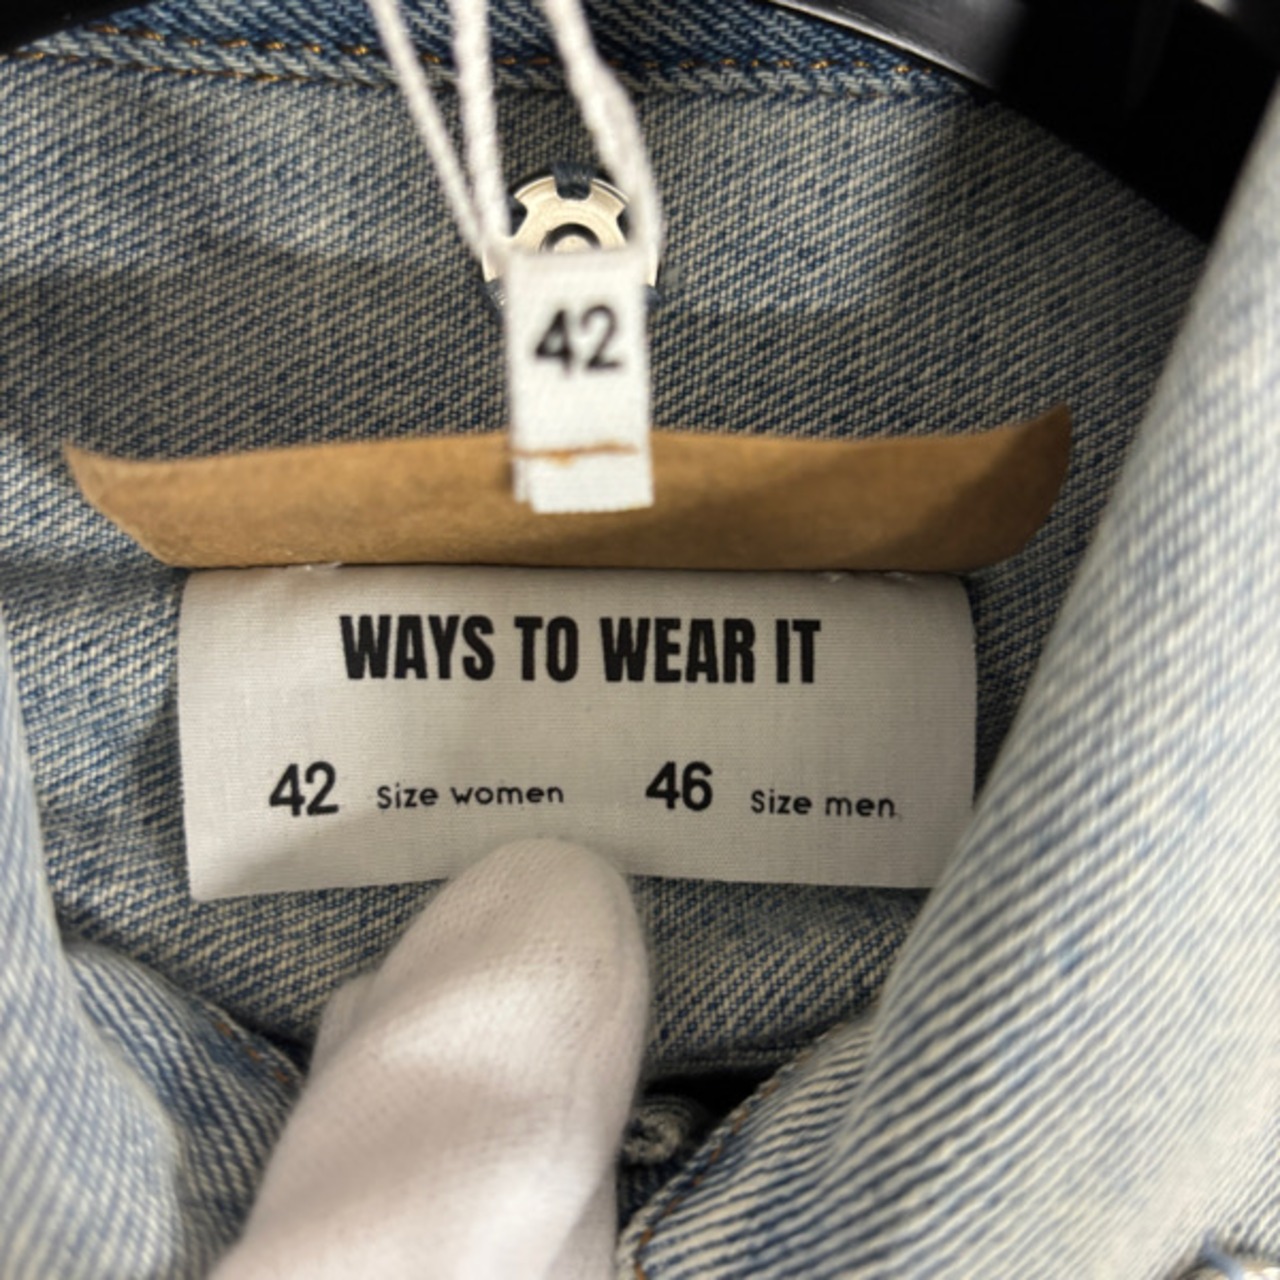 42
WAYS TO WEAR IT
42 Size women 46 Size men